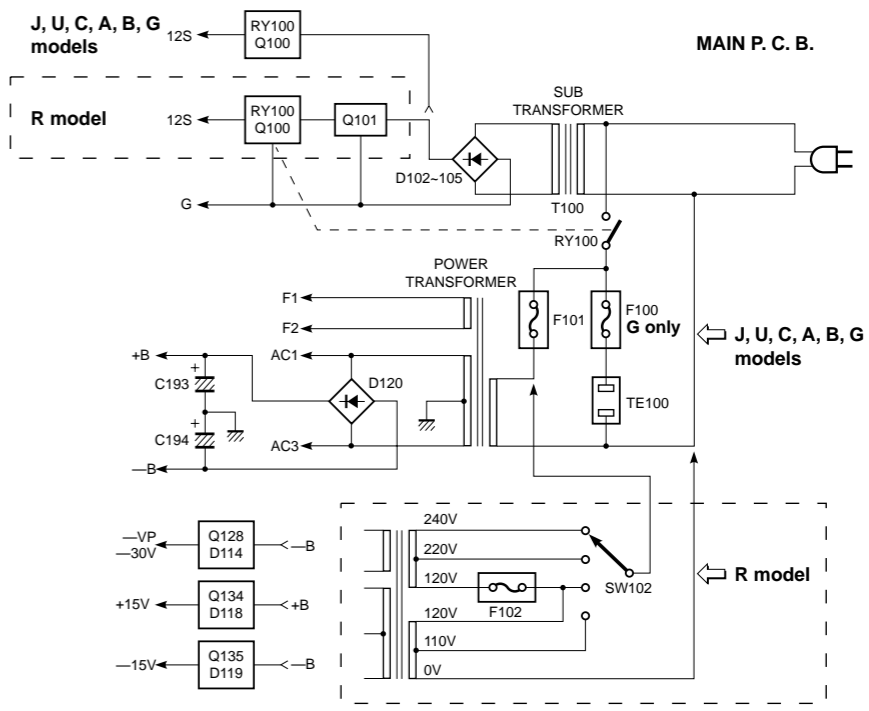 J, U, C, A, B, G
models
12S
RY100
Q100
MAIN P. C. B.
R model
12S
RY100
Q100
Q101
SUB
TRANSFORMER
D102~105
T100
G
RY100
POWER
TRANSFORMER
F1
F2
F101
F100
G only
J, U, C, A, B, G
models
+B
AC1
D120
+
C193
TE100
+
C194
AC3
—B
240V
—VP
—30V
Q128
D114
—B
220V
120V
SW102
R model
+15V
Q134
D118
+B
F102
120V
110V
—15V
Q135
D119
—B
0V